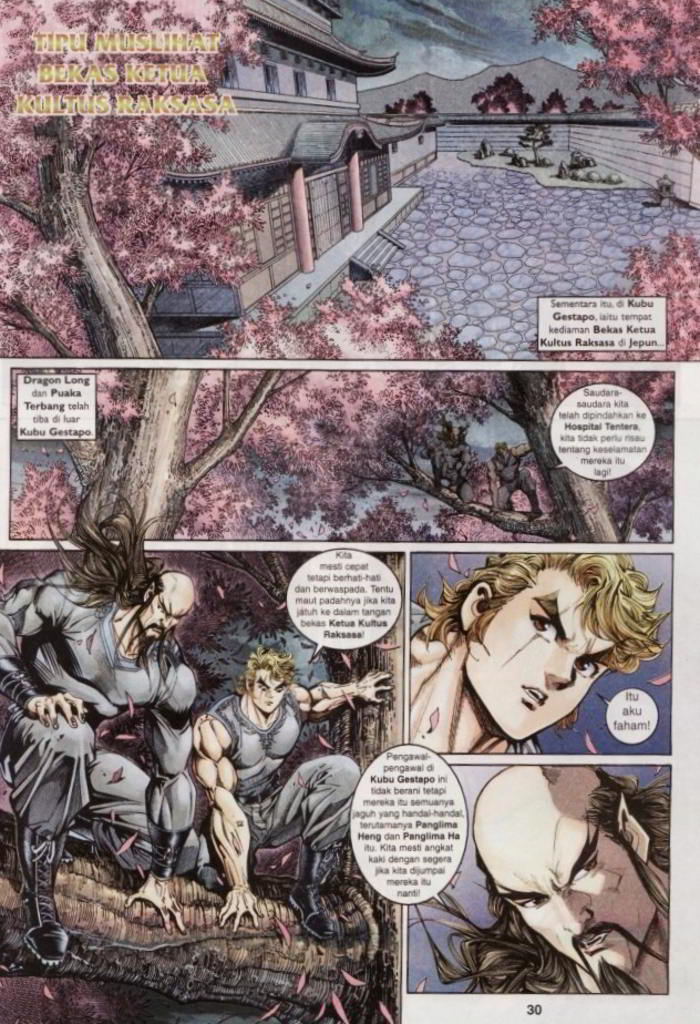 TIPU MUSLIHAT
BEKAS KETUA
KULTUS RAKSASA
Sementara itu, di Kubu
Gestapo, iaitu tempat
kediaman Bekas Ketua
Kultus Raksasa di Jepun...
Dragon Long
dan Puaka
Terbang telah
tiba di luar
Kubu Gestapo.
Saudara-
saudara kita
telah dipindahkan ke
Hospital Tentera,
kita tidak perlu risau
tentang keselamatan
mereka itu
lagi!
Kita
mesti cepat
tetapi berhati-hati
dan berwaspada. Tentu
maut padahnya jika kita
jatuh ke dalam tangan
bekas Ketua Kultus
Raksasa!
Itu
aku
faham!
Pengawal-
pengawal di
Kubu Gestapo ini
tidak berani tetapi
mereka itu semuanya
jaguh yang handal-handal,
terutamanya Panglima
Heng dan Panglima Ha
itu. Kita mesti angkat
kaki dengan segera
jika kita dijumpai
mereka itu
nanti!
30